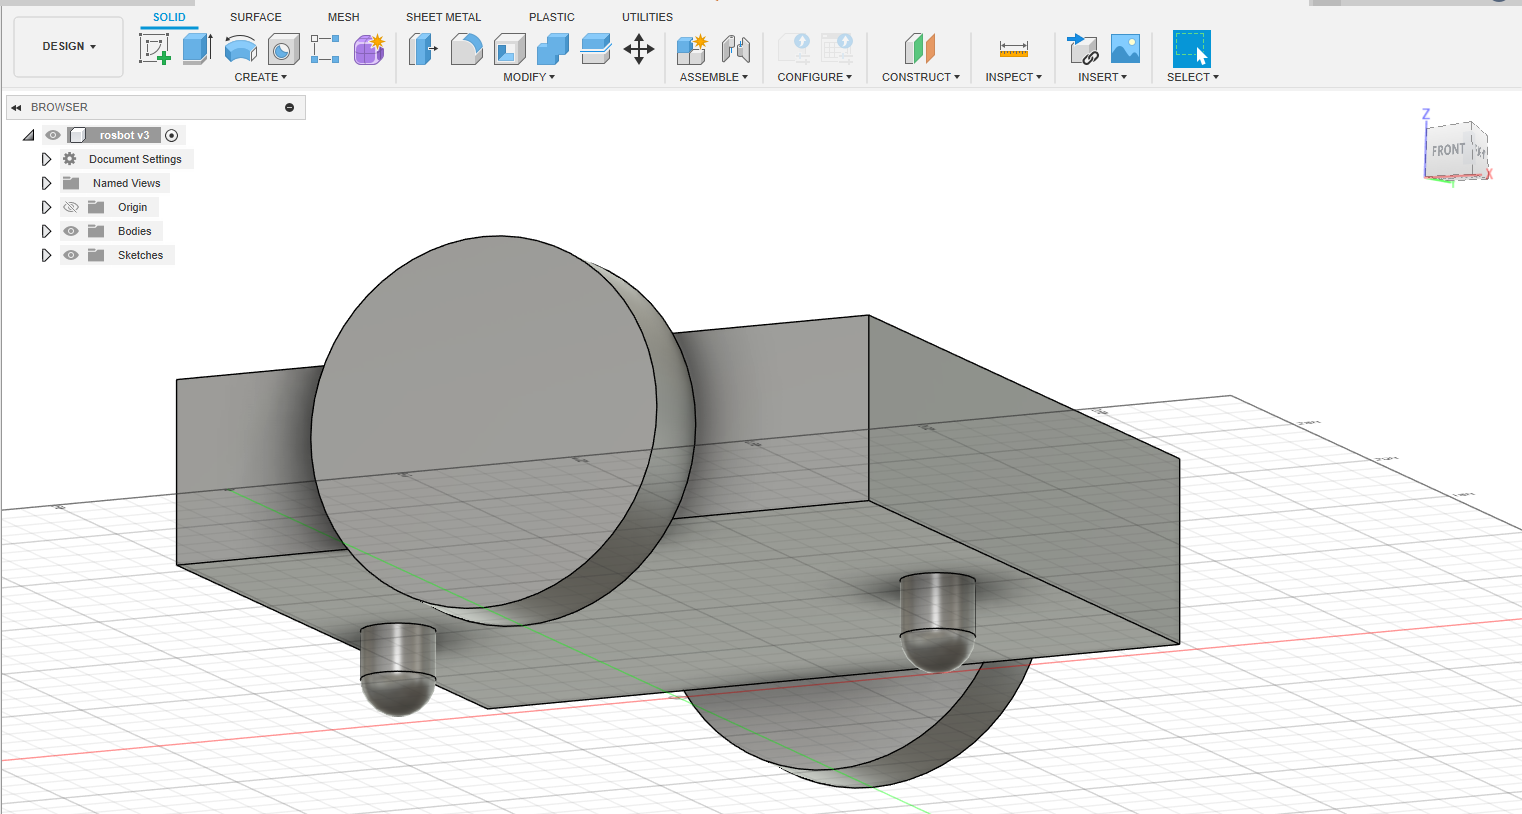 SOLID SURFACE MESH SHEET METAL PLASTIC UTILITIES
DESIGN
CREATE MODIFY ASSEMBLE CONFIGURE CONSTRUCT INSPECT INSERT SELECT
BROWSER
rosbot v3
Document Settings
Named Views
Origin
Bodies
Sketches
Z
FRONT
X